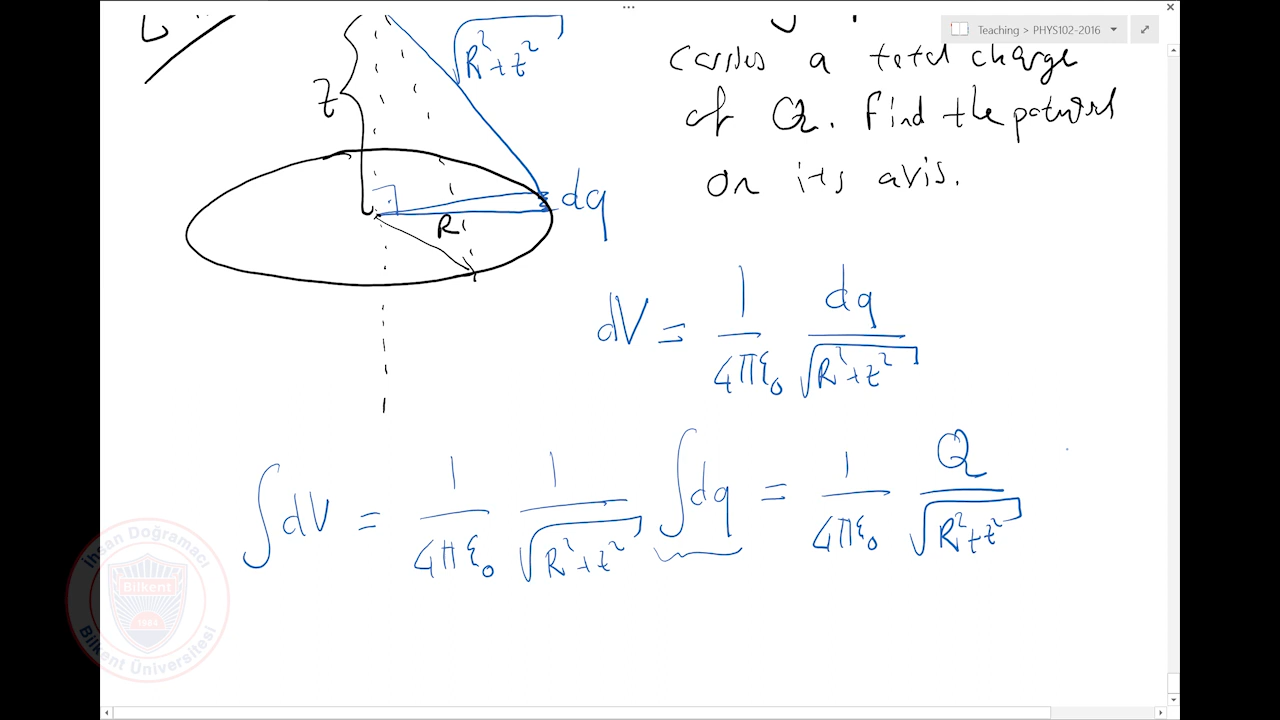 Teaching > PHYS102-2016
carries a total charge
of Q. Find the potential
on its axis.
z
√(R²+z²)
dq
R
dV = 1/(4πε₀) dq/√(R²+z²)
∫dV = 1/(4πε₀) 1/√(R²+z²) ∫dq = 1/(4πε₀) Q/√(R²+z²)
İhsan Doğramacı
Bilkent
1984
Bilkent Üniversitesi